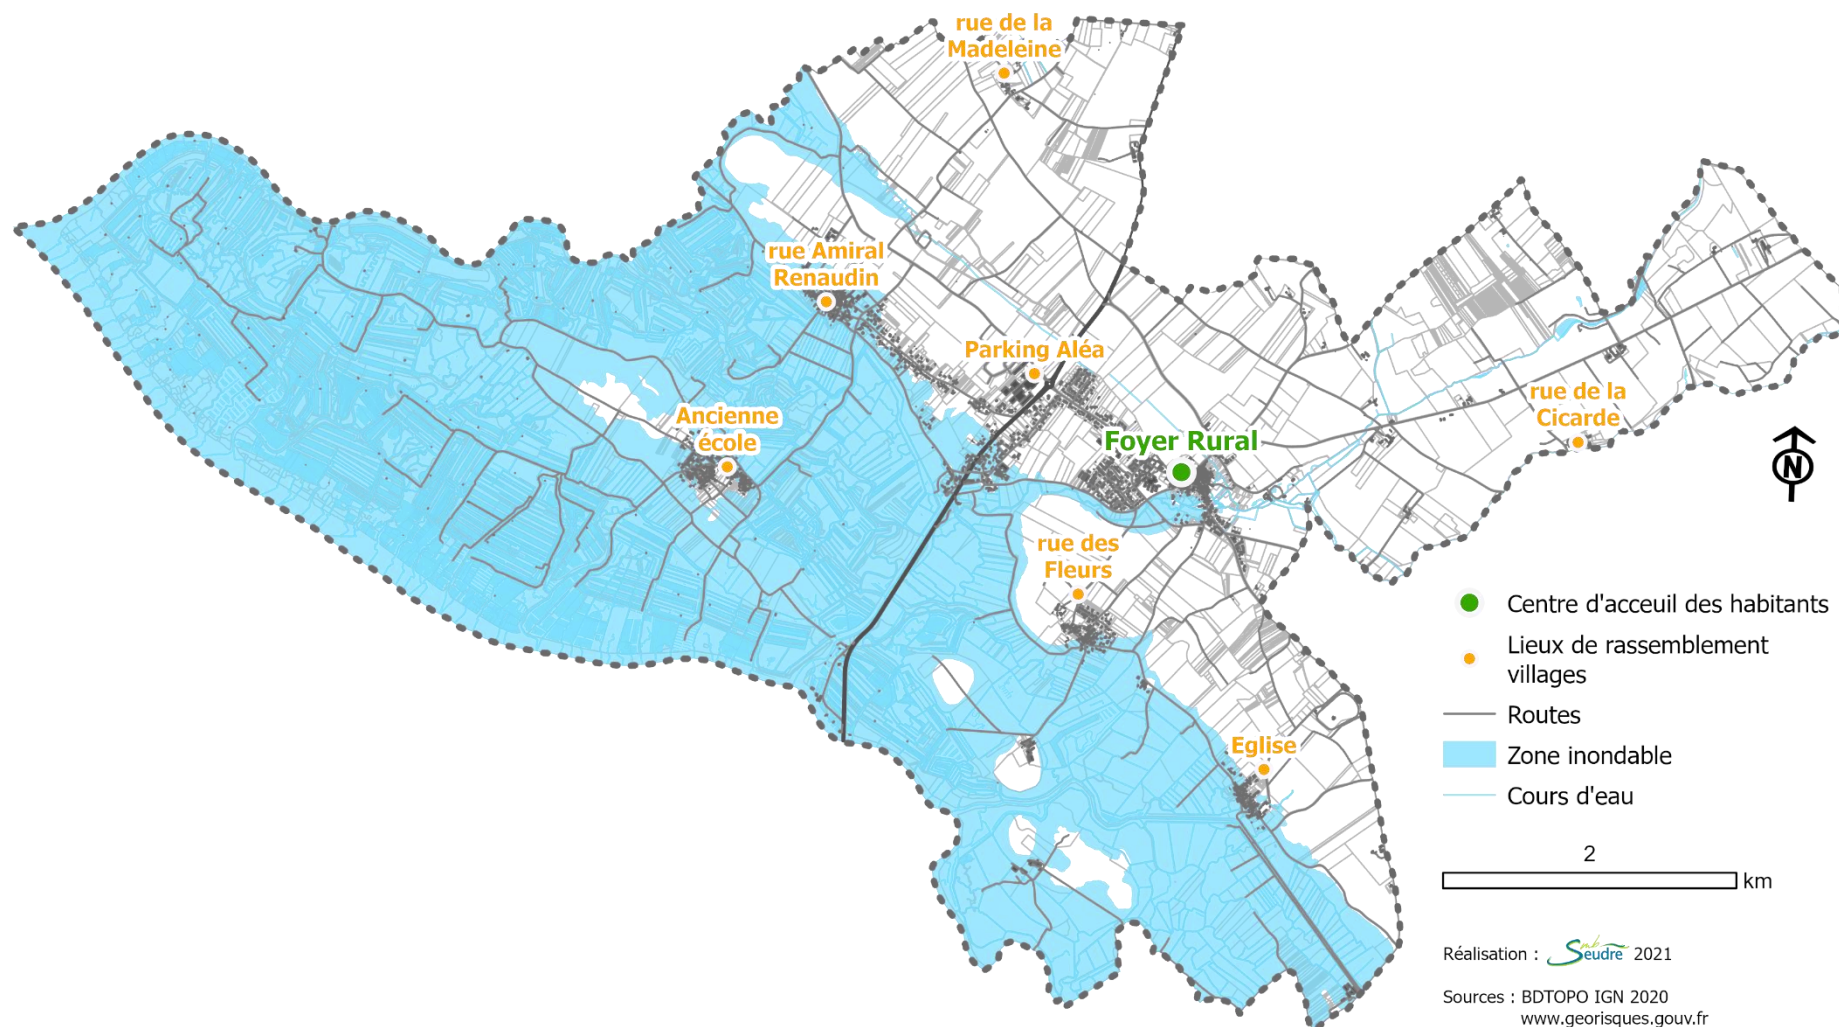 rue de la
Madeleine
rue Amiral
Renaudin
Parking Aléa
Ancienne
école
Foyer Rural
rue de la
Cicarde
rue des
Fleurs
Eglise
N
Centre d'acceuil des habitants
Lieux de rassemblement
villages
Routes
Zone inondable
Cours d'eau
2
km
Réalisation : smb Seudre 2021
Sources : BDTOPO IGN 2020
www.georisques.gouv.fr